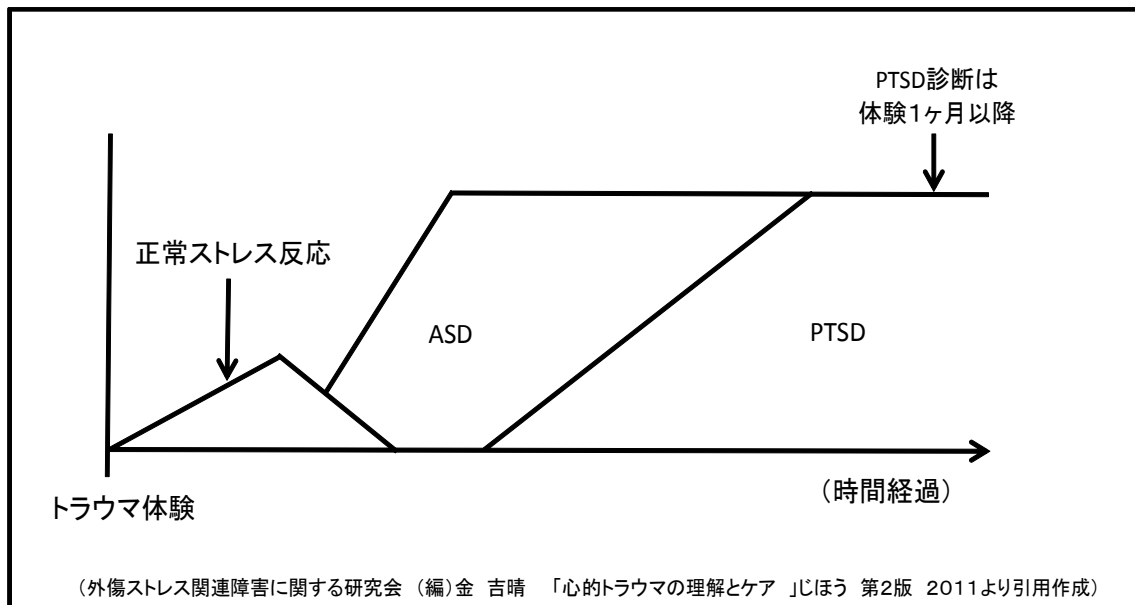 PTSD診断は
体験1ヶ月以降
正常ストレス反応
ASD
PTSD
(時間経過)
トラウマ体験
(外傷ストレス関連障害に関する研究会 (編)金 吉晴 「心的トラウマの理解とケア 」じほう 第2版 2011より引用作成)